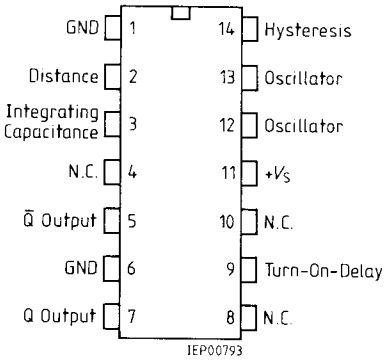 GND 1 14 Hysteresis
Distance 2 13 Oscillator
Integrating
Capacitance 3 12 Oscillator
N.C. 4 11 +VS
Q̄ Output 5 10 N.C.
GND 6 9 Turn-On-Delay
Q Output 7 8 N.C.
IEP00793